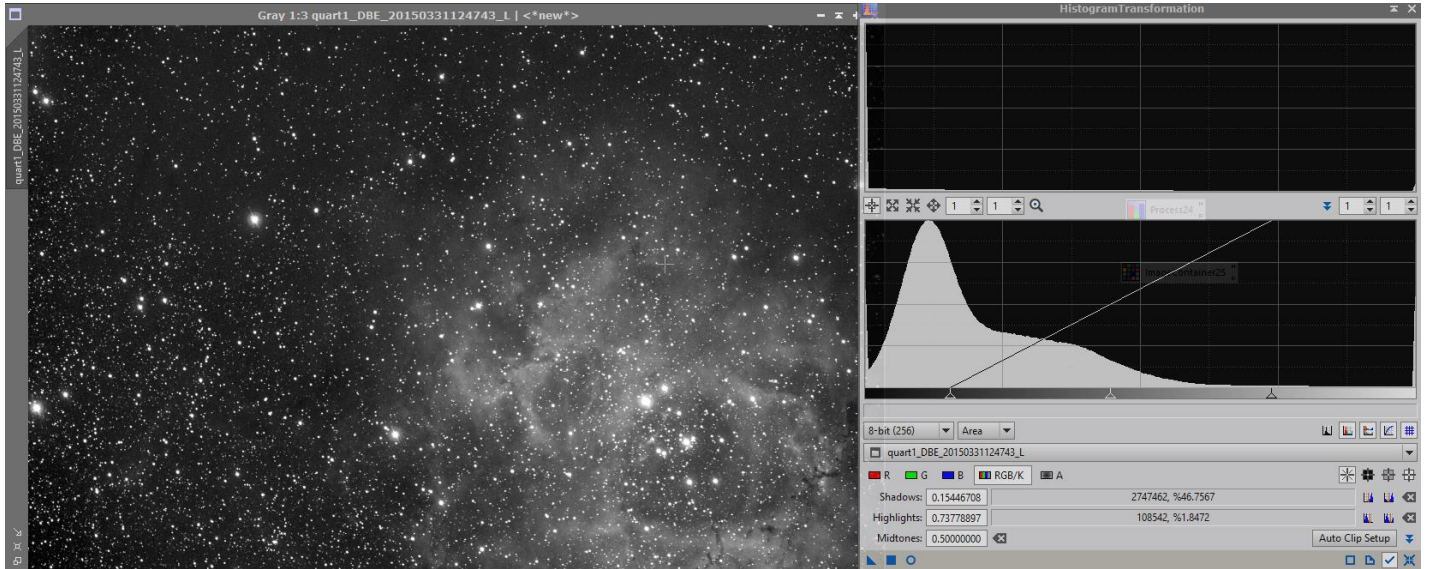 Gray 1:3 quart1_DBE_20150331124743_L | <*new*>
quart1_DBE_20150331124743_L
HistogramTransformation
1 1 1 1
Process24
ImageContainer25
8-bit (256) Area
quart1_DBE_20150331124743_L
R G B RGB/K A
Shadows: 0.15446708 2747462, %46.7567
Highlights: 0.73778897 108542, %1.8472
Midtones: 0.50000000 Auto Clip Setup